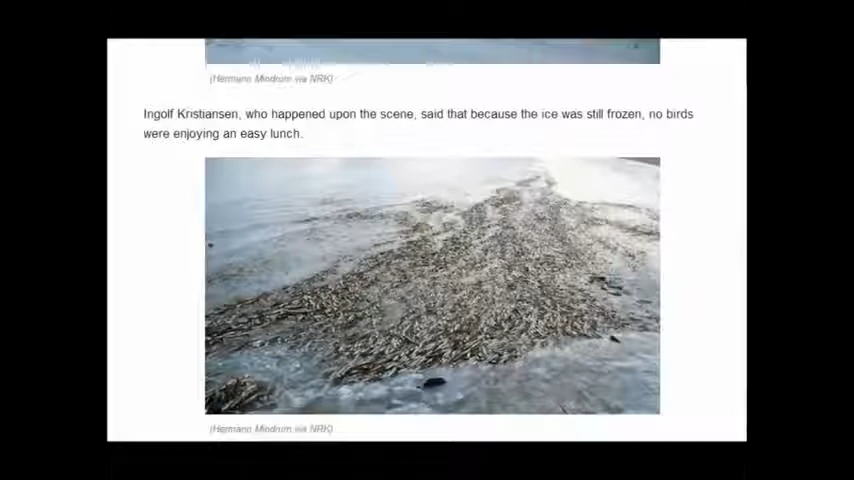 (Hermann Mindrum via NRK)
Ingolf Kristiansen, who happened upon the scene, said that because the ice was still frozen, no birds
were enjoying an easy lunch.
(Hermann Mindrum via NRK)